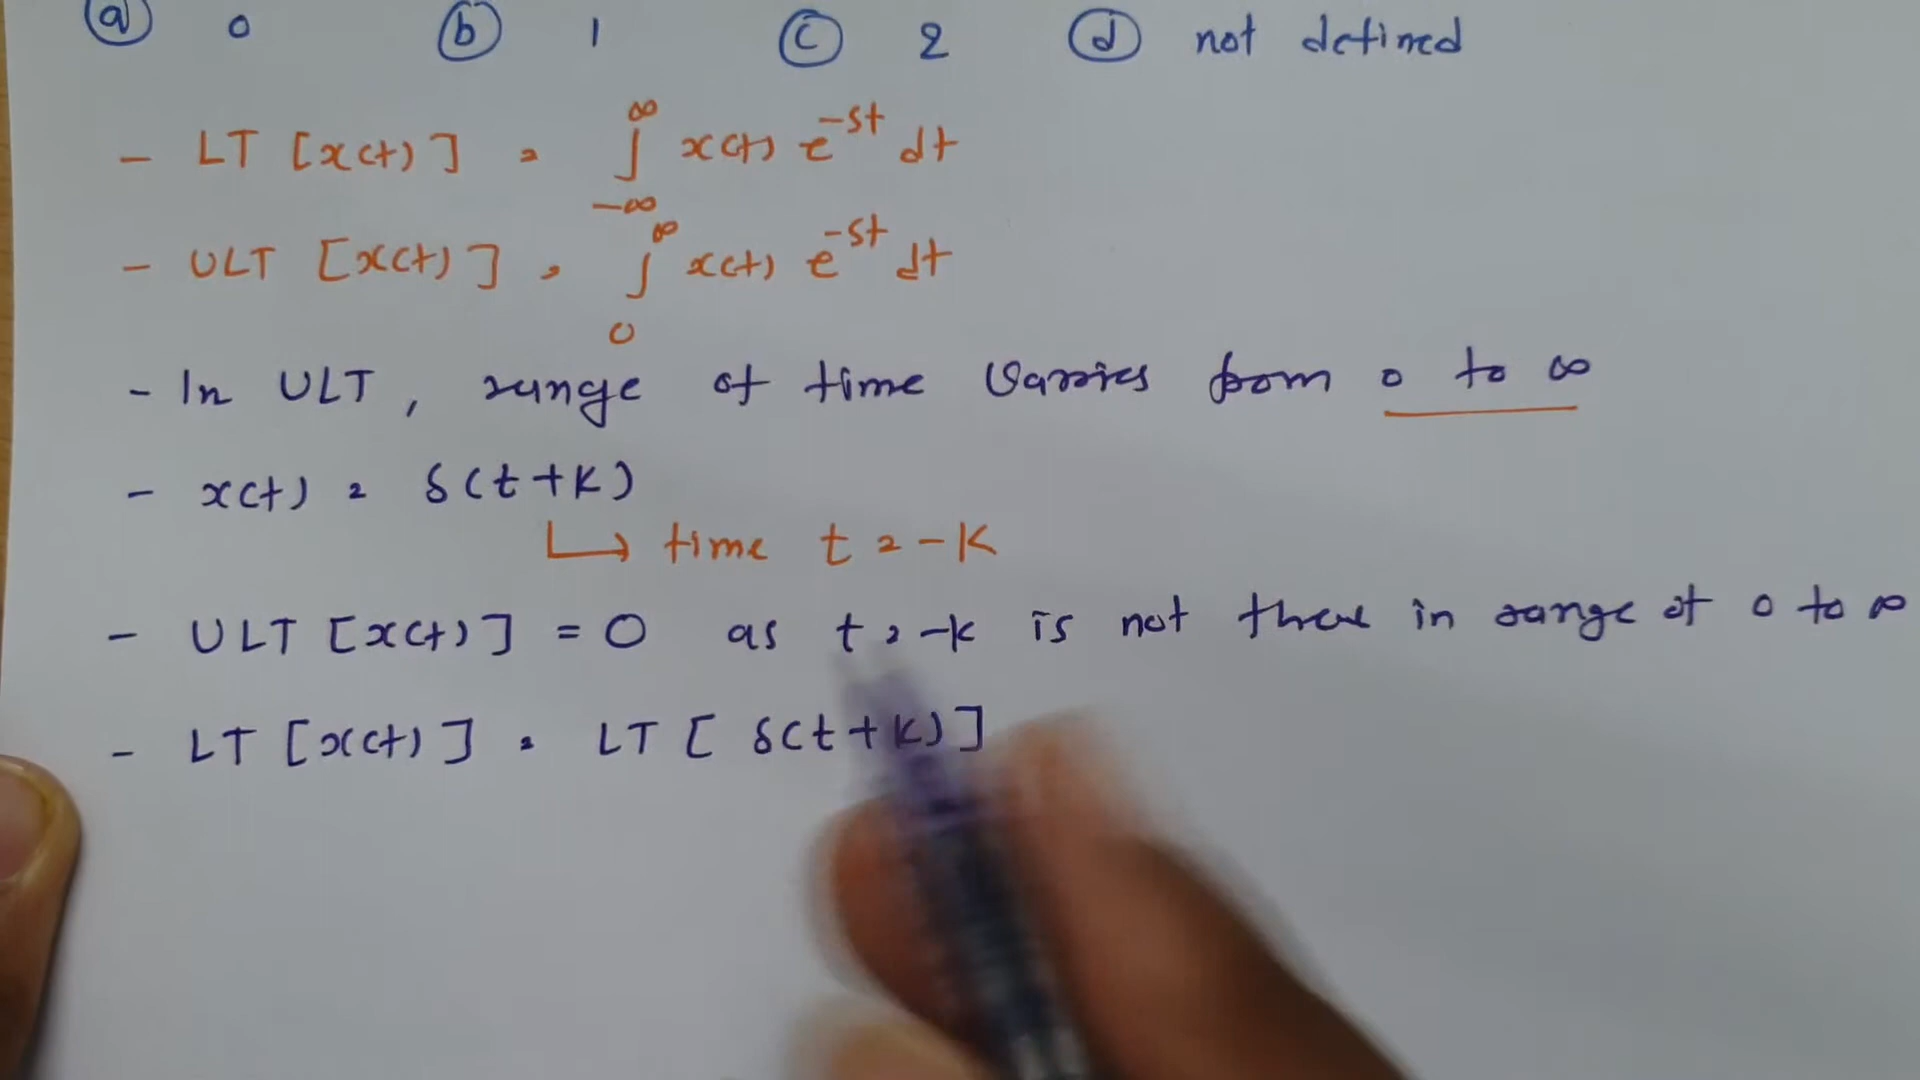 ⓐ 0 ⓑ 1 ⓒ 2 ⓓ not defined
- LT [x(t)] = ∫_{-∞}^{∞} x(t) e^{-st} dt
- ULT [x(t)] = ∫_{0}^{∞} x(t) e^{-st} dt
- In ULT, range of time varries from 0 to ∞
- x(t) = δ(t+k)
↳ time t = -k
- ULT [x(t)] = 0 as t = -k is not there in range of 0 to ∞
- LT [x(t)] = LT [ δ(t+k)]